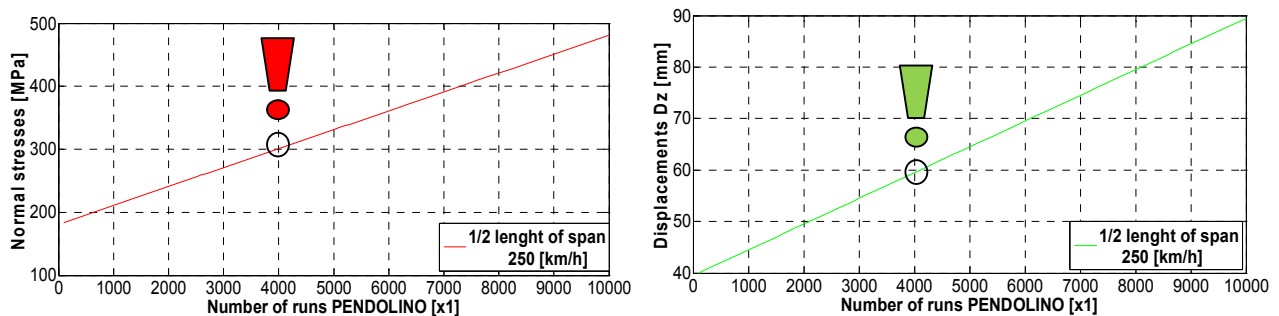 Normal stresses [MPa]
500
400
300
200
100
0 1000 2000 3000 4000 5000 6000 7000 8000 9000 10000
Number of runs PENDOLINO [x1]
1/2 lenght of span
250 [km/h]
Displacements Dz [mm]
90
80
70
60
50
40
0 1000 2000 3000 4000 5000 6000 7000 8000 9000 10000
Number of runs PENDOLINO [x1]
1/2 lenght of span
250 [km/h]